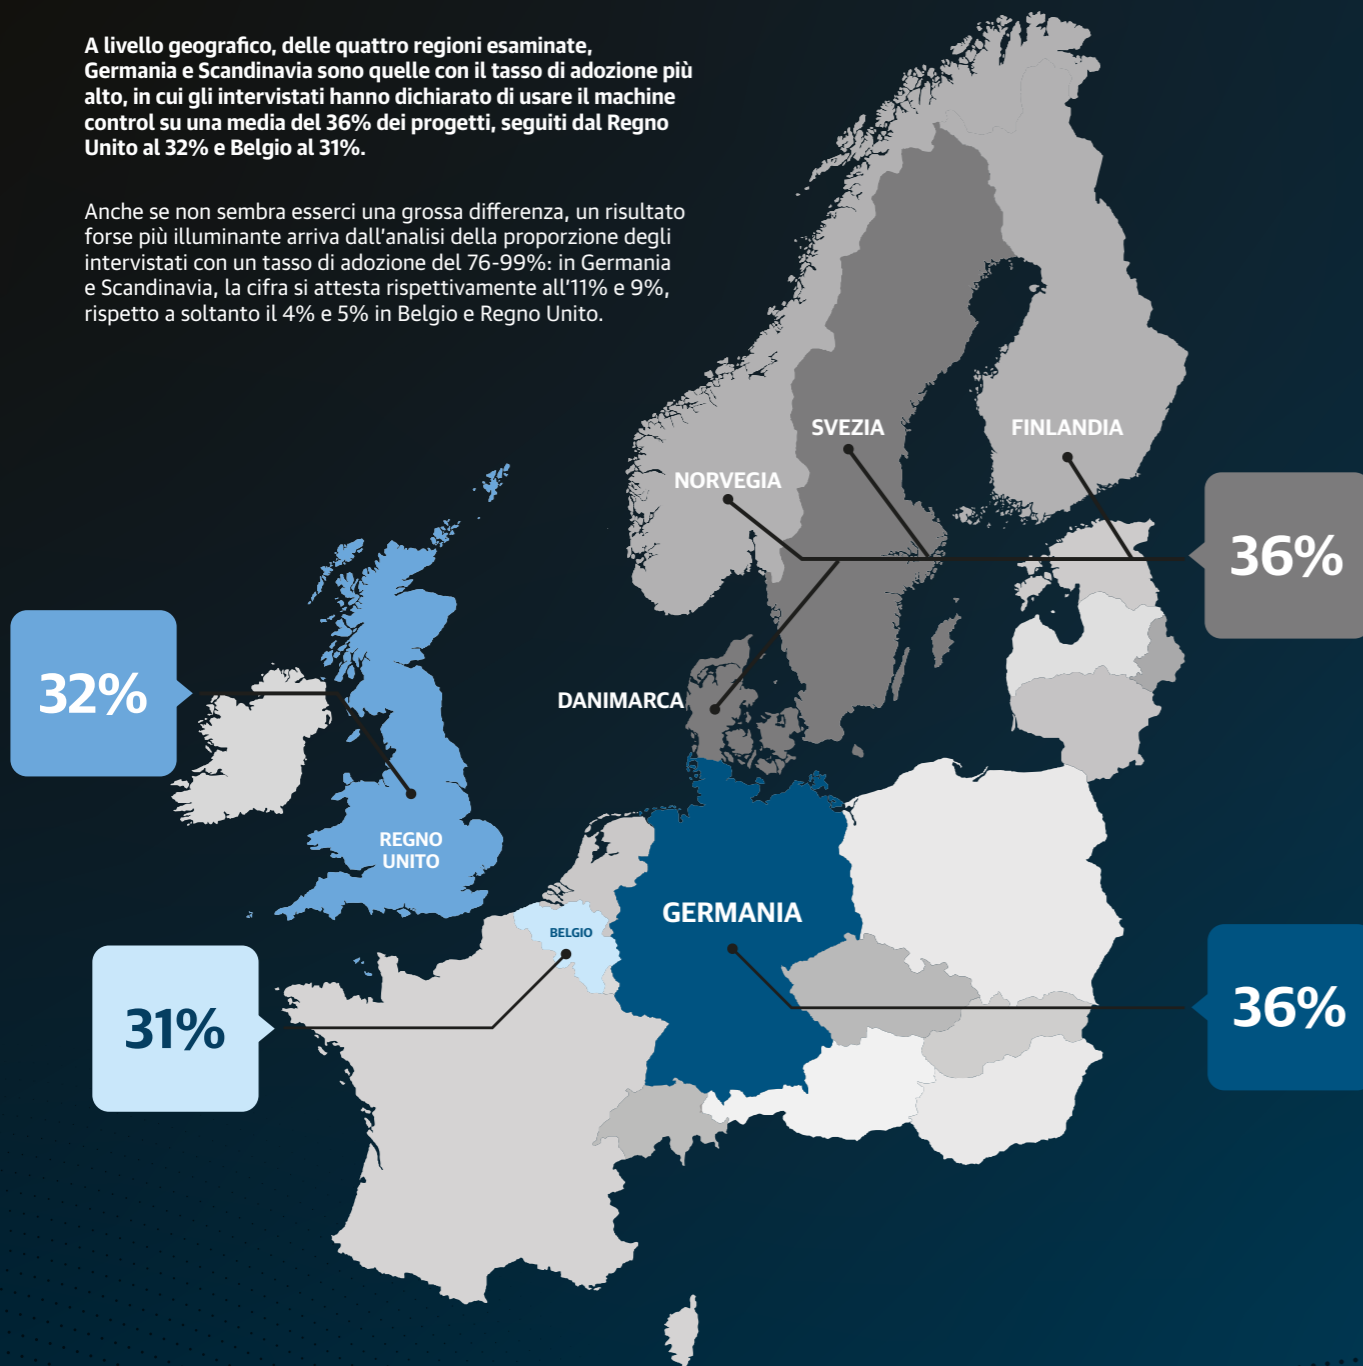 A livello geografico, delle quattro regioni esaminate,
Germania e Scandinavia sono quelle con il tasso di adozione più
alto, in cui gli intervistati hanno dichiarato di usare il machine
control su una media del 36% dei progetti, seguiti dal Regno
Unito al 32% e Belgio al 31%.
Anche se non sembra esserci una grossa differenza, un risultato
forse più illuminante arriva dall'analisi della proporzione degli
intervistati con un tasso di adozione del 76-99%: in Germania
e Scandinavia, la cifra si attesta rispettivamente all'11% e 9%,
rispetto a soltanto il 4% e 5% in Belgio e Regno Unito.
SVEZIA
FINLANDIA
NORVEGIA
36%
32%
DANIMARCA
REGNO
UNITO
GERMANIA
BELGIO
31%
36%